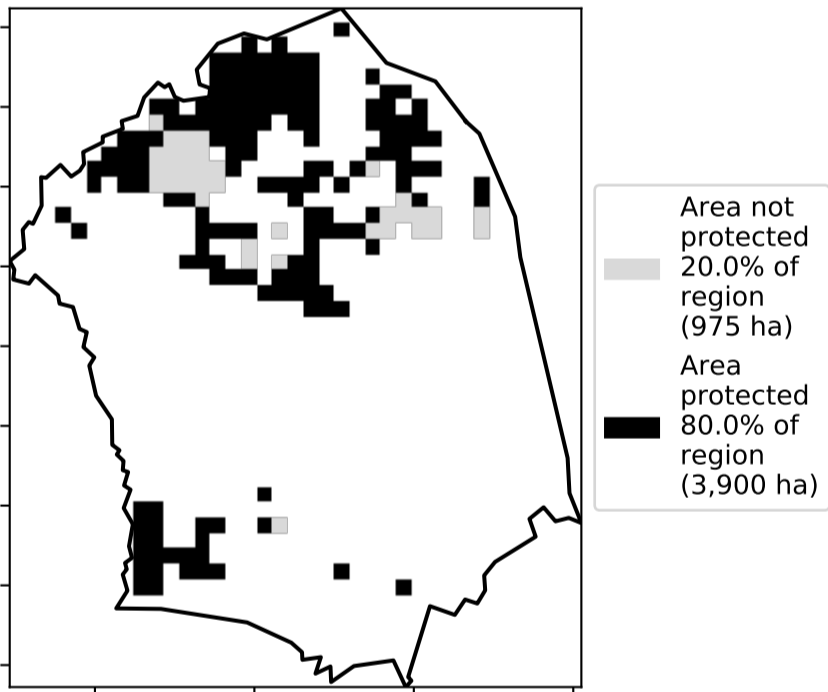 Area not
protected
20.0% of
region
(975 ha)
Area
protected
80.0% of
region
(3,900 ha)